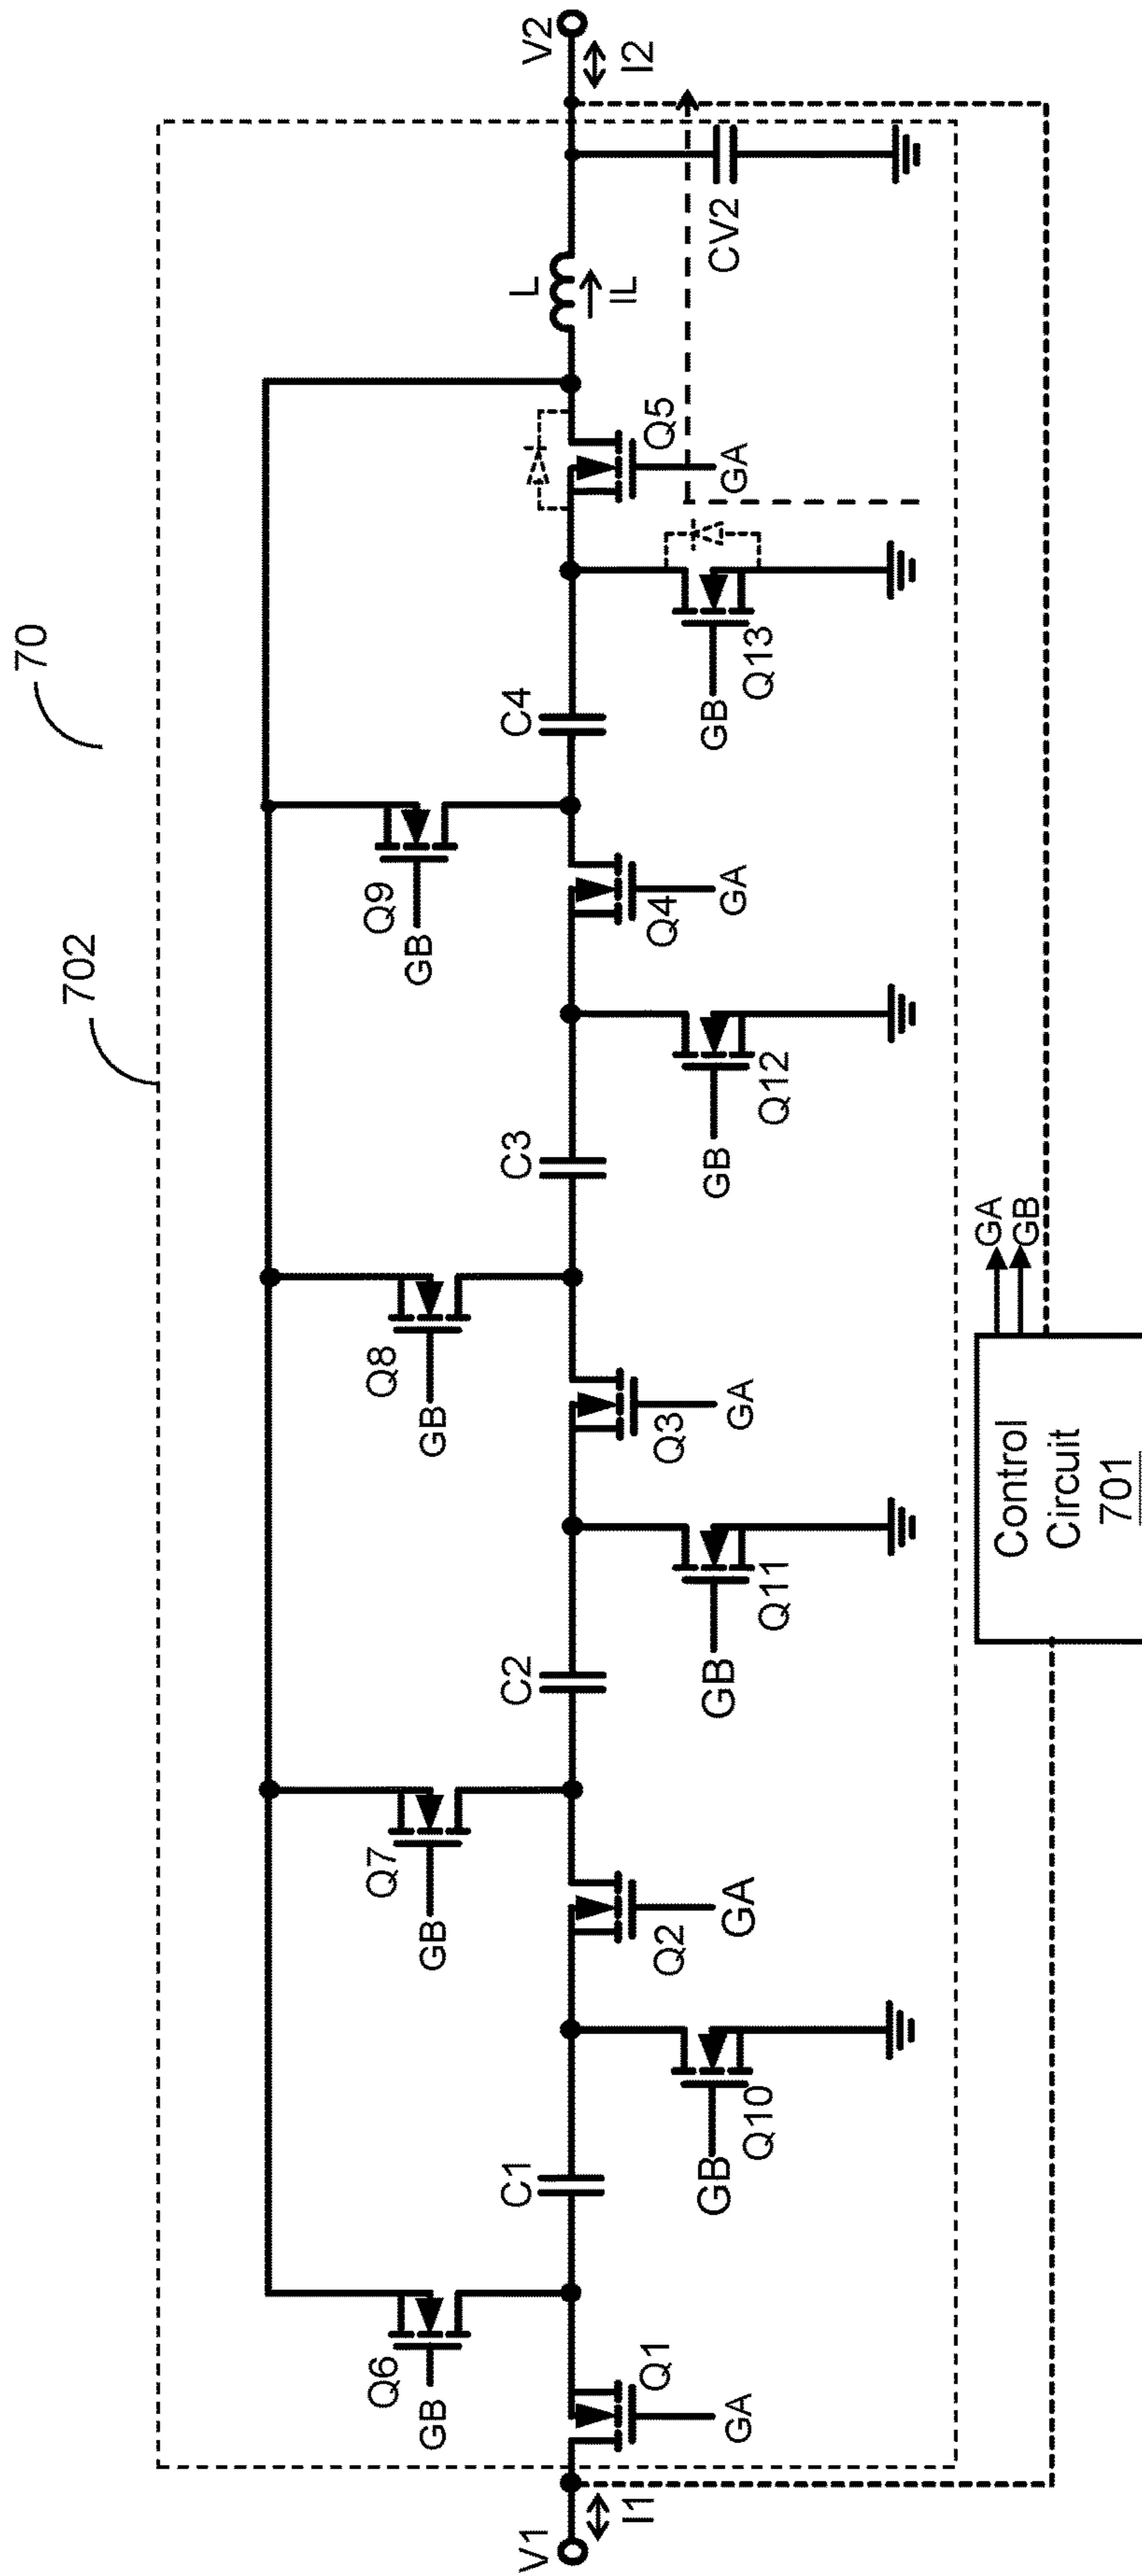 70
702
V1
I1
Q1
GA
Q6
GB
C1
Q10
GB
Q2
GA
Q7
GB
C2
Q11
GB
Q3
GA
Q8
GB
C3
Q12
GB
Q4
GA
Q9
GB
C4
Q13
GB
Q5
GA
L
IL
CV2
V2
I2
Control
Circuit
701
GA
GB